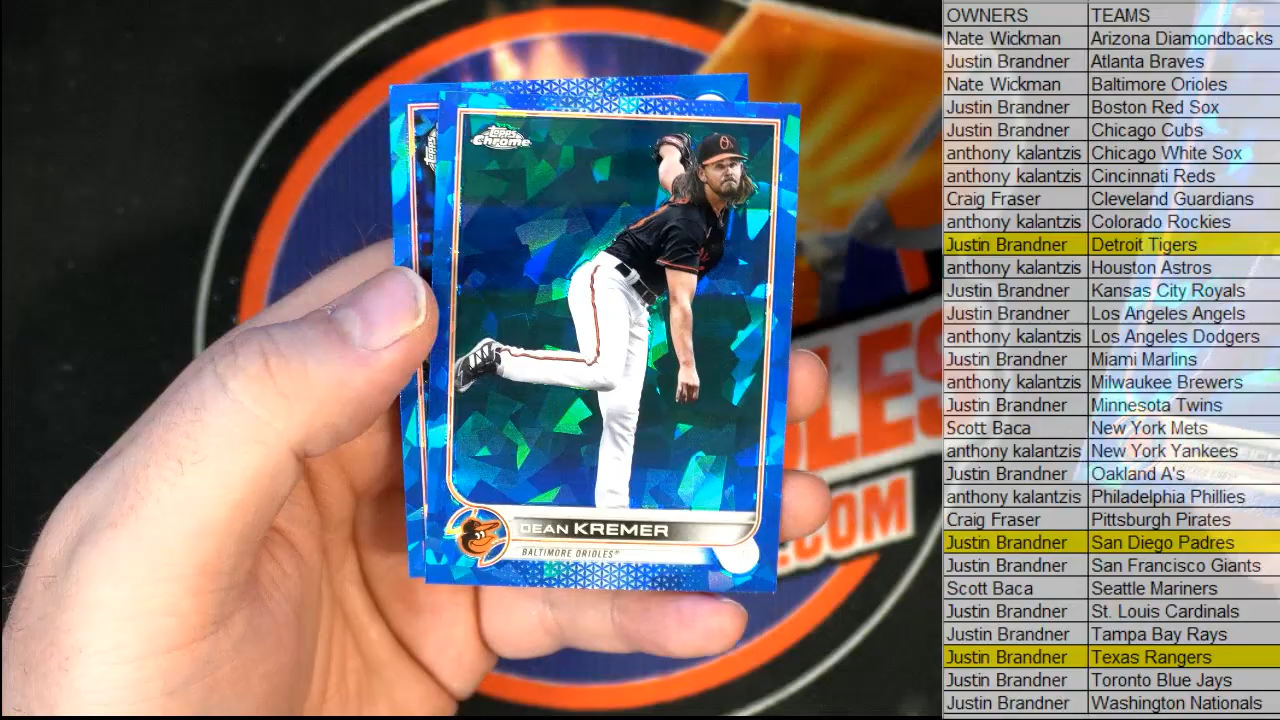 Topps
Chrome
DEAN KREMER
BALTIMORE ORIOLES
LES
.COM
OWNERS TEAMS
Nate Wickman Arizona Diamondbacks
Justin Brandner Atlanta Braves
Nate Wickman Baltimore Orioles
Justin Brandner Boston Red Sox
Justin Brandner Chicago Cubs
anthony kalantzis Chicago White Sox
anthony kalantzis Cincinnati Reds
Craig Fraser Cleveland Guardians
anthony kalantzis Colorado Rockies
Justin Brandner Detroit Tigers
anthony kalantzis Houston Astros
Justin Brandner Kansas City Royals
Justin Brandner Los Angeles Angels
anthony kalantzis Los Angeles Dodgers
Justin Brandner Miami Marlins
anthony kalantzis Milwaukee Brewers
Justin Brandner Minnesota Twins
Scott Baca New York Mets
anthony kalantzis New York Yankees
Justin Brandner Oakland A's
anthony kalantzis Philadelphia Phillies
Craig Fraser Pittsburgh Pirates
Justin Brandner San Diego Padres
Justin Brandner San Francisco Giants
Scott Baca Seattle Mariners
Justin Brandner St. Louis Cardinals
Justin Brandner Tampa Bay Rays
Justin Brandner Texas Rangers
Justin Brandner Toronto Blue Jays
Justin Brandner Washington Nationals